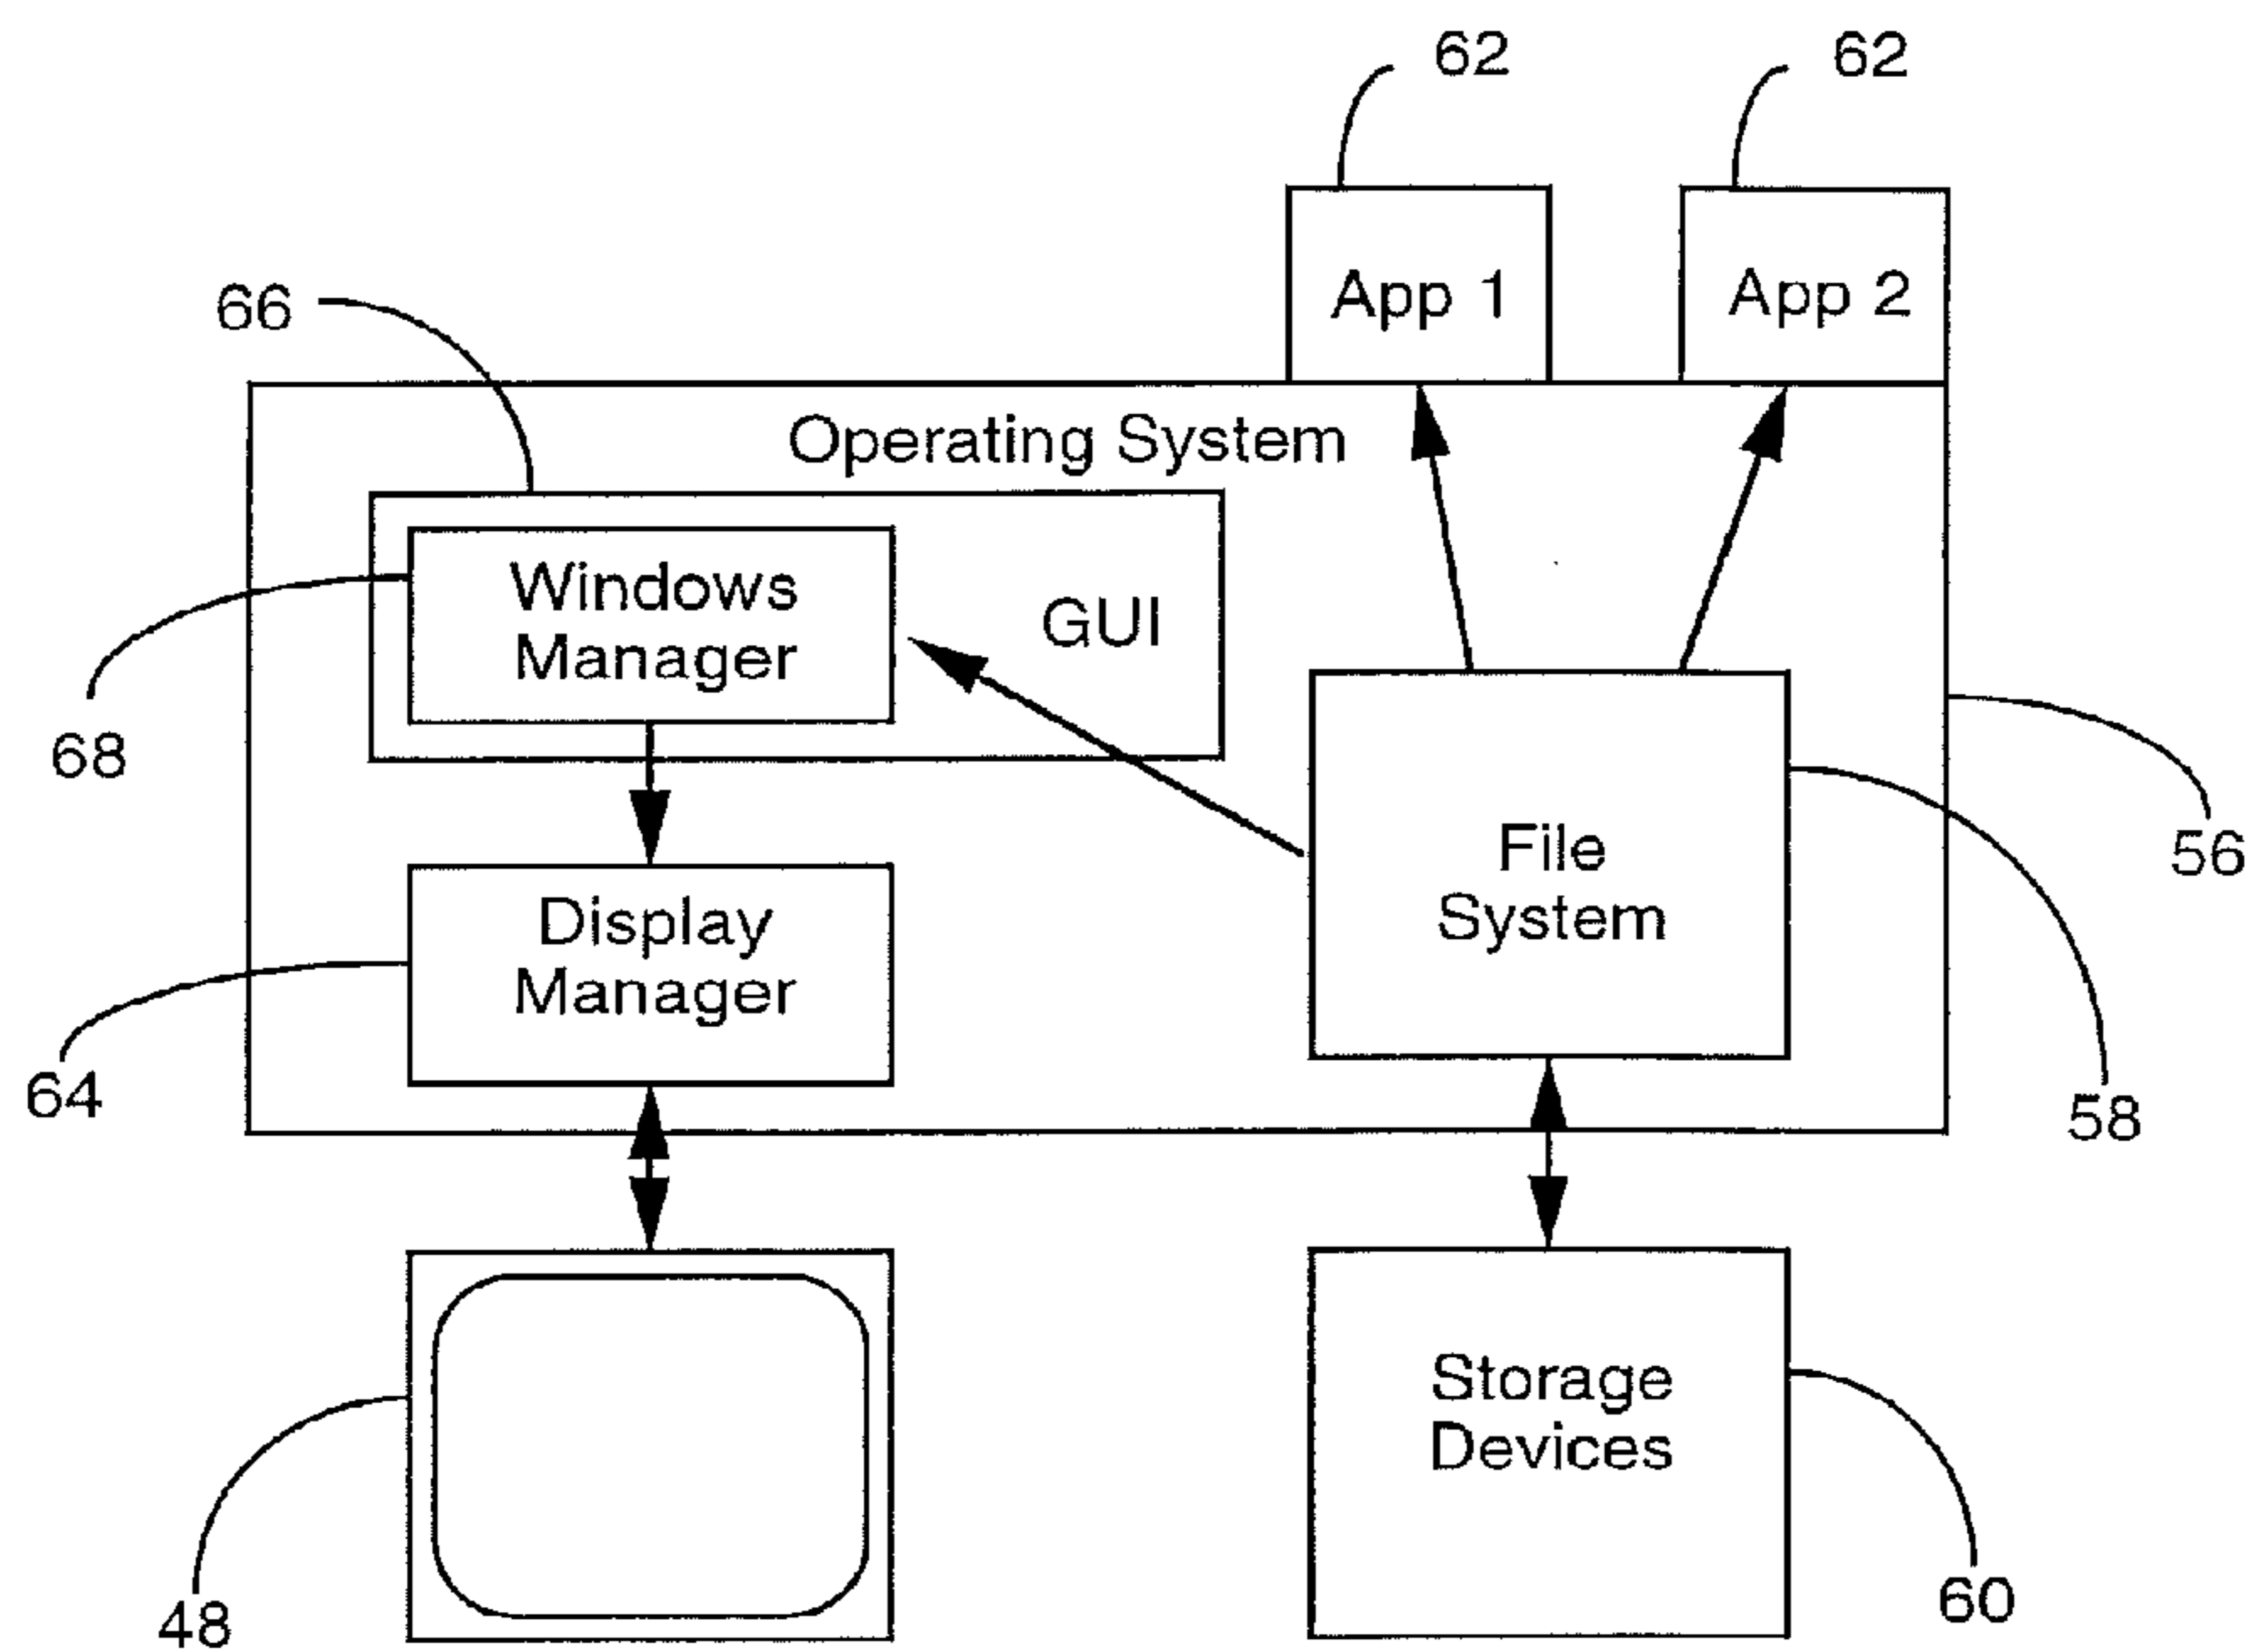 62
62
App 1
App 2
66
Operating System
Windows
Manager
GUI
68
File
System
56
Display
Manager
64
58
Storage
Devices
48
60